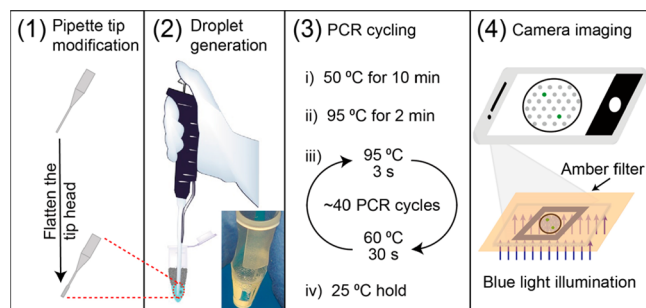 (1) Pipette tip
modification
Flatten the
tip head
(2) Droplet
generation
(3) PCR cycling
i) 50 ºC for 10 min
ii) 95 ºC for 2 min
iii) 95 ºC
3 s
~40 PCR cycles
60 ºC
30 s
iv) 25 ºC hold
(4) Camera imaging
Amber filter
Blue light illumination